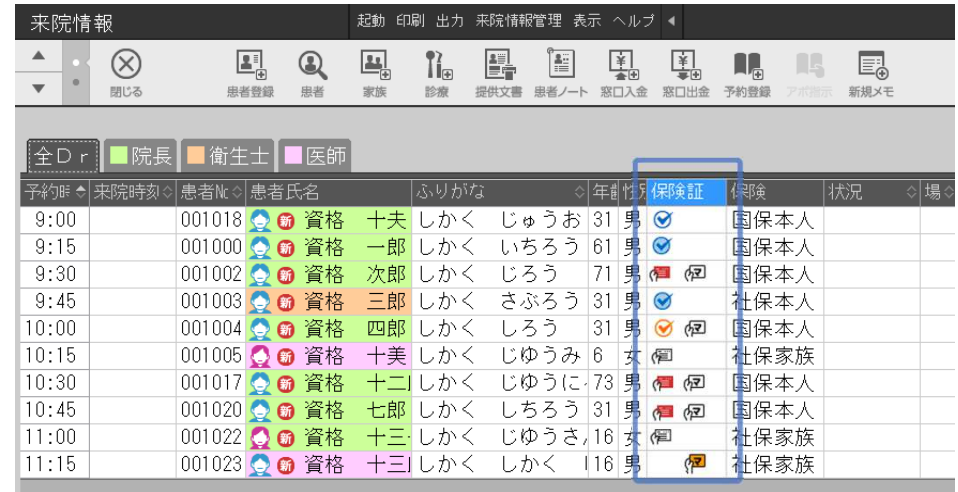 来院情報 起動 印刷 出力 来院情報管理 表示 ヘルプ
閉じる 患者登録 患者 家族 診療 提供文書 患者ノート 窓口入金 窓口出金 予約登録 アポ指示 新規メモ
全Dr 院長 衛生士 医師
予約時 来院時刻 患者№ 患者氏名 ふりがな 年齢 性別 保険証 保険 状況 場
9:00 001018 新 資格 十夫 しかく じゅうお 31 男 国保本人
9:15 001000 新 資格 一郎 しかく いちろう 61 男 国保本人
9:30 001002 新 資格 次郎 しかく じろう 71 男 国保本人
9:45 001003 新 資格 三郎 しかく さぶろう 31 男 社保本人
10:00 001004 新 資格 四郎 しかく しろう 31 男 国保本人
10:15 001005 新 資格 十美 しかく じゆうみ 6 女 社保家族
10:30 001017 新 資格 十二 しかく じゆうに 73 男 国保本人
10:45 001020 新 資格 七郎 しかく しちろう 31 男 国保本人
11:00 001022 新 資格 十三 しかく じゆうさ 16 女 社保家族
11:15 001023 新 資格 十三 しかく しかく 16 男 社保家族